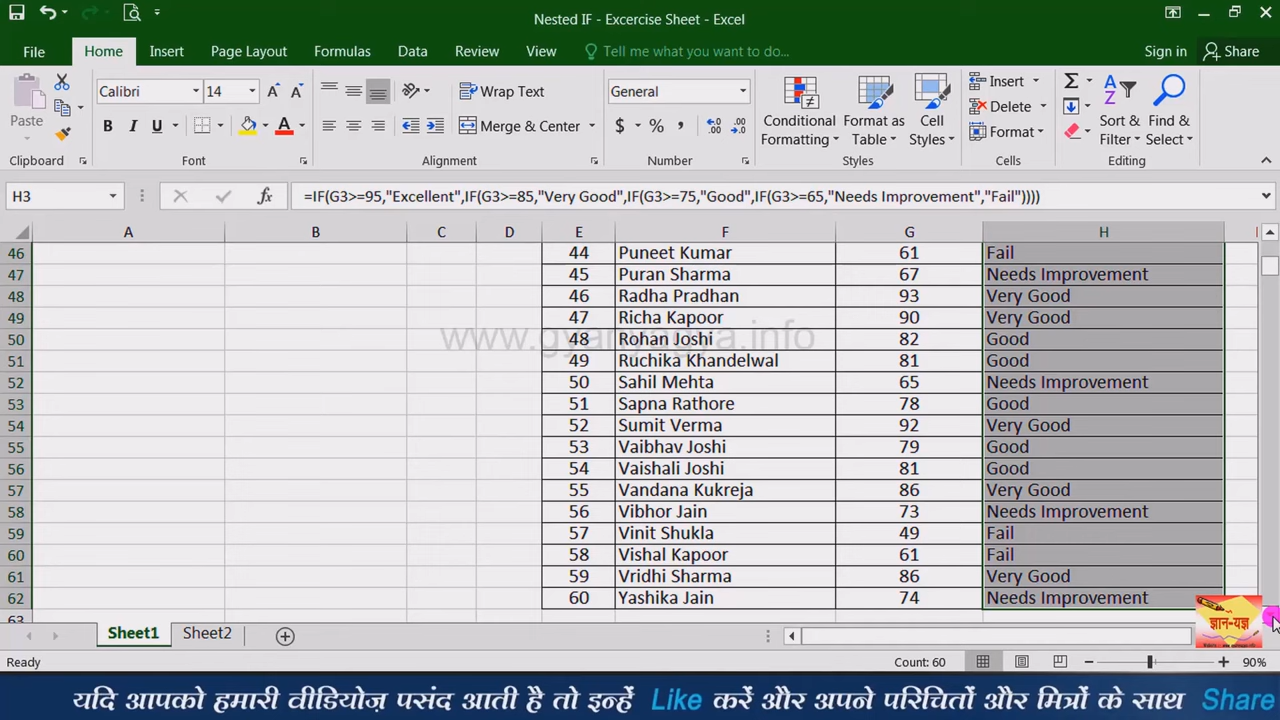 Nested IF - Excercise Sheet - Excel
File Home Insert Page Layout Formulas Data Review View Tell me what you want to do... Sign in Share
Paste
Calibri 14
B I U A
Wrap Text
Merge & Center
General
$ % ,
Conditional Formatting
Format as Table
Cell Styles
Insert
Delete
Format
Sort & Filter
Find & Select
Clipboard Font Alignment Number Styles Cells Editing
H3 fx =IF(G3>=95,"Excellent",IF(G3>=85,"Very Good",IF(G3>=75,"Good",IF(G3>=65,"Needs Improvement","Fail"))))
A B C D E F G H
46 44 Puneet Kumar 61 Fail
47 45 Puran Sharma 67 Needs Improvement
48 46 Radha Pradhan 93 Very Good
49 47 Richa Kapoor 90 Very Good
www.gyanyagya.info
50 48 Rohan Joshi 82 Good
51 49 Ruchika Khandelwal 81 Good
52 50 Sahil Mehta 65 Needs Improvement
53 51 Sapna Rathore 78 Good
54 52 Sumit Verma 92 Very Good
55 53 Vaibhav Joshi 79 Good
56 54 Vaishali Joshi 81 Good
57 55 Vandana Kukreja 86 Very Good
58 56 Vibhor Jain 73 Needs Improvement
59 57 Vinit Shukla 49 Fail
60 58 Vishal Kapoor 61 Fail
61 59 Vridhi Sharma 86 Very Good
62 60 Yashika Jain 74 Needs Improvement
63
ज्ञान-यज्ञ
Sheet1 Sheet2
Ready Count: 60 90%
यदि आपको हमारी वीडियोज़ पसंद आती है तो इन्हें Like करें और अपने परिचितों और मित्रों के साथ Share